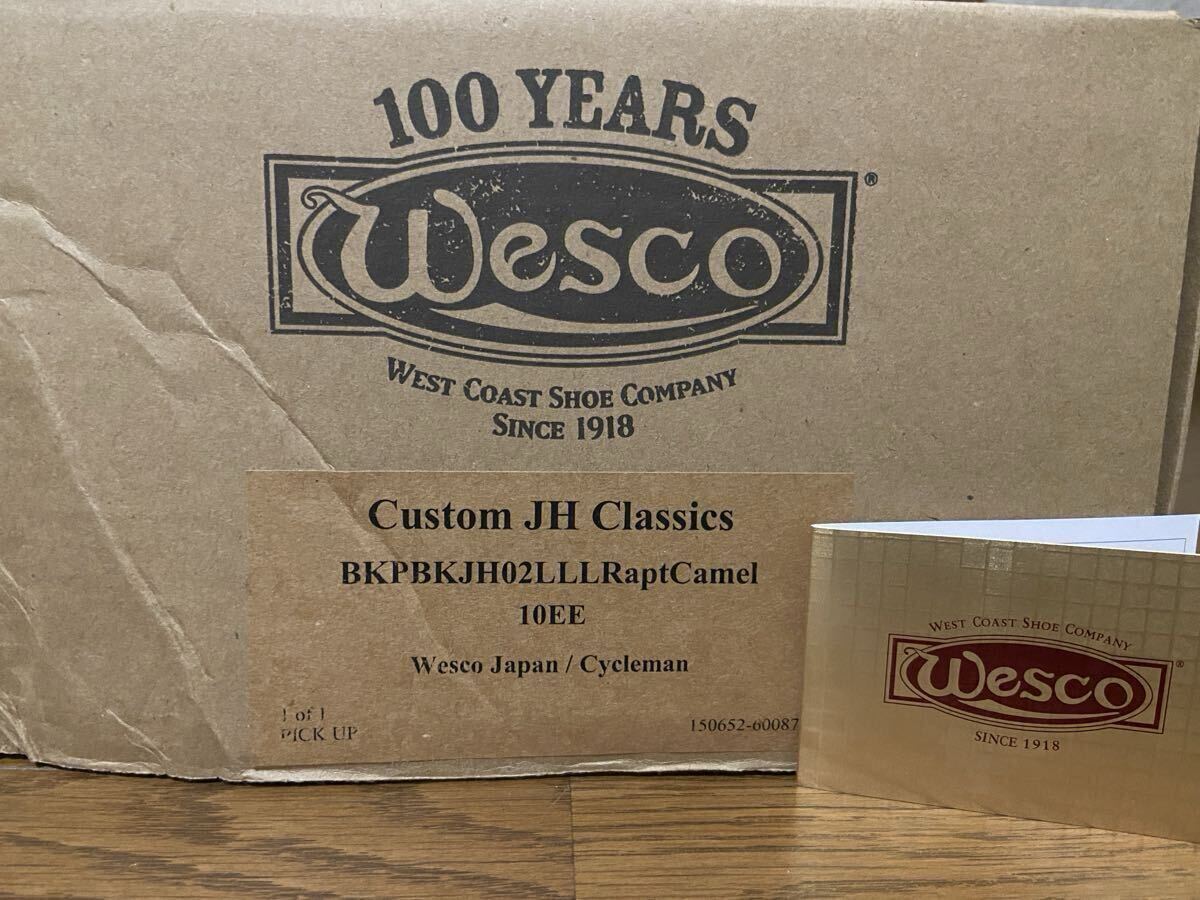 100 YEARS
Wesco®
WEST COAST SHOE COMPANY
SINCE 1918
Custom JH Classics
BKPBKJH02LLLRaptCamel
10EE
Wesco Japan / Cycleman
1 of 1
PICK UP
150652-60087
WEST COAST SHOE COMPANY
Wesco®
SINCE 1918